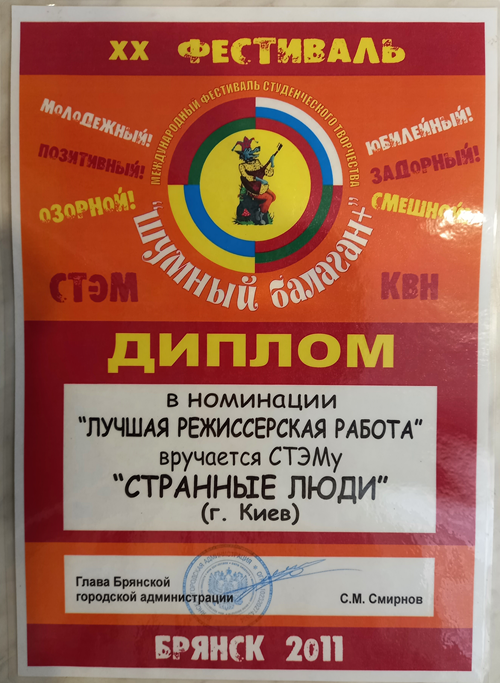 XX ФЕСТИВАЛЬ
МЕЖДУНАРОДНЫЙ ФЕСТИВАЛЬ СТУДЕНЧЕСКОГО ТВОРЧЕСТВА
МОЛОДЕЖНЫЙ!
ПОЗИТИВНЫЙ!
ОЗОРНОЙ!
ЮБИЛЕЙНЫЙ!
ЗАДОРНЫЙ!
СМЕШНОЙ
"ШУМНЫЙ балаган+"
СТЭМ
КВН
ДИПЛОМ
в номинации
"ЛУЧШАЯ РЕЖИССЕРСКАЯ РАБОТА"
вручается СТЭМу
"СТРАННЫЕ ЛЮДИ"
(г. Киев)
Глава Брянской
городской администрации
С.М. Смирнов
БРЯНСК 2011